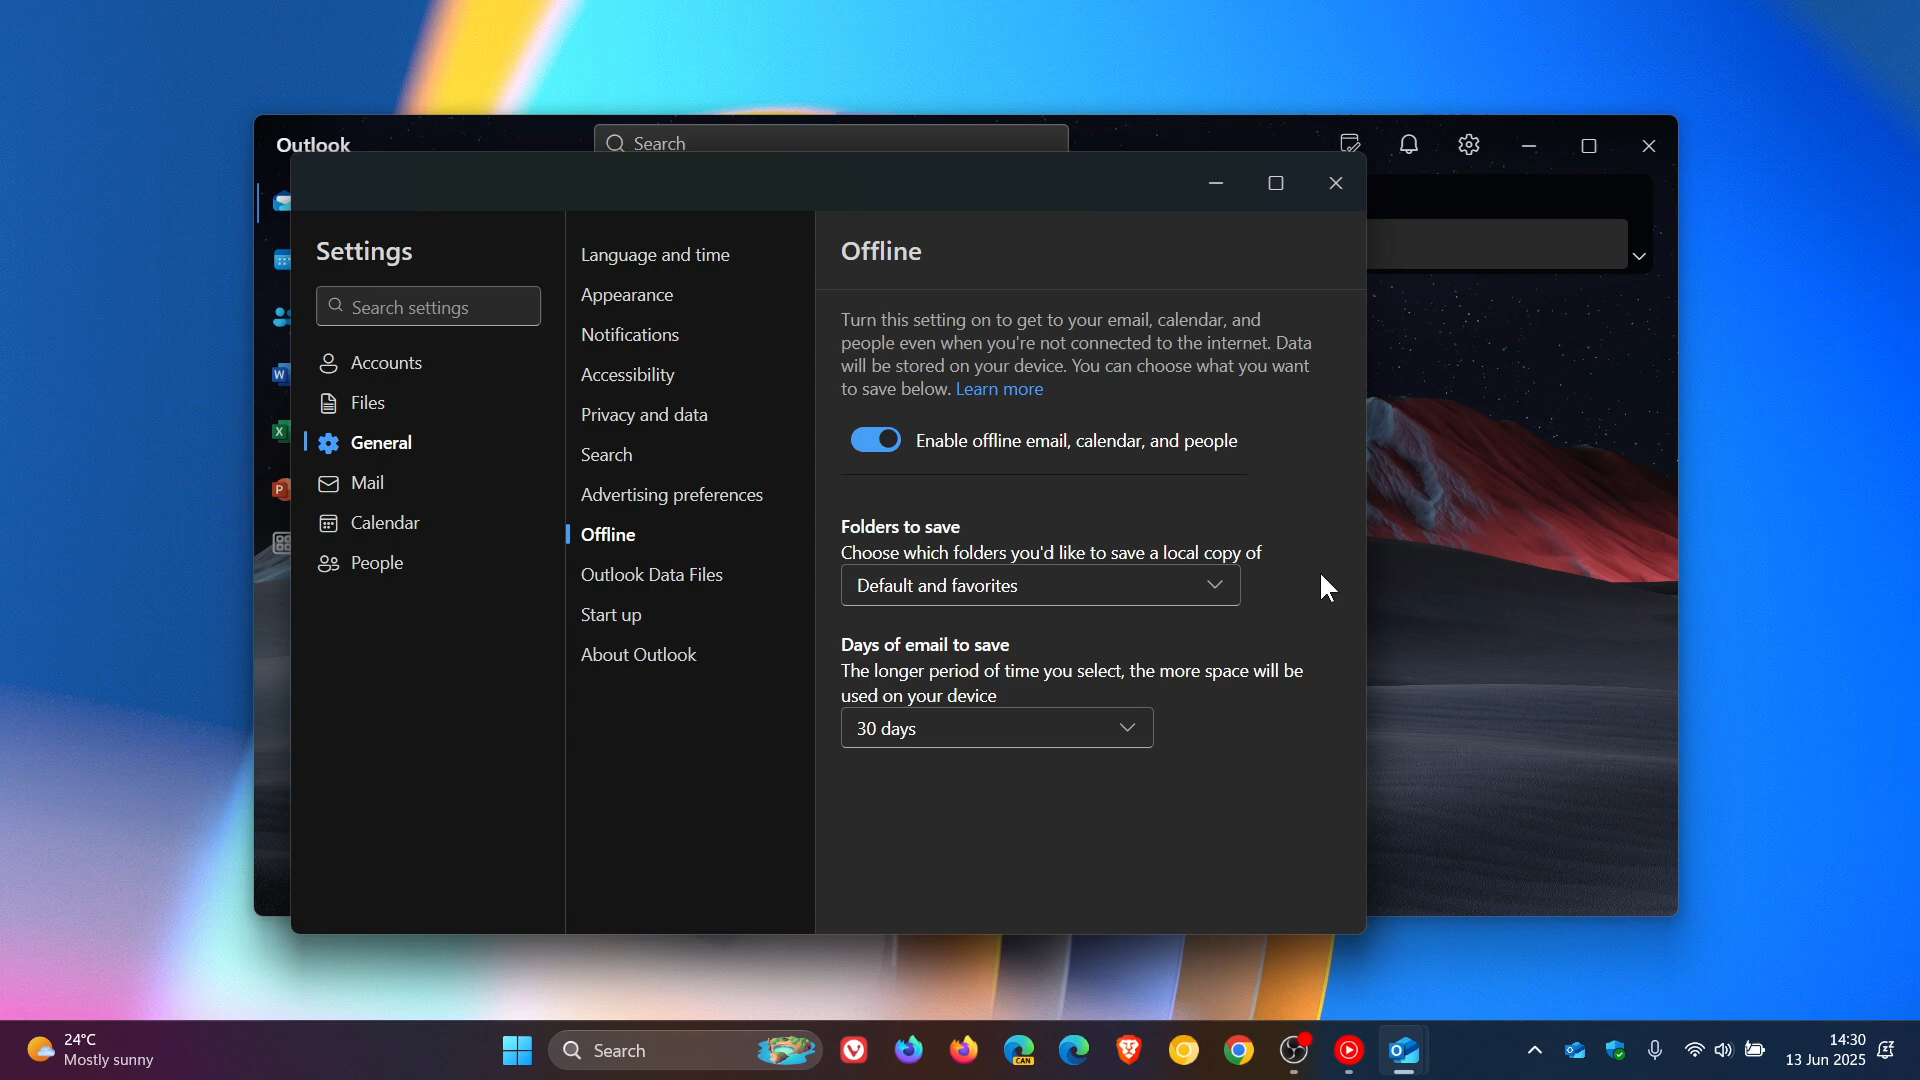 Outlook
Search
Settings
Search settings
Accounts
Files
General
Mail
Calendar
People
Language and time
Appearance
Notifications
Accessibility
Privacy and data
Search
Advertising preferences
Offline
Outlook Data Files
Start up
About Outlook
Offline
Turn this setting on to get to your email, calendar, and
people even when you're not connected to the internet. Data
will be stored on your device. You can choose what you want
to save below. Learn more
Enable offline email, calendar, and people
Folders to save
Choose which folders you'd like to save a local copy of
Default and favorites
Days of email to save
The longer period of time you select, the more space will be
used on your device
30 days
24°C
Mostly sunny
Search
CAN
14:30
13 Jun 2025